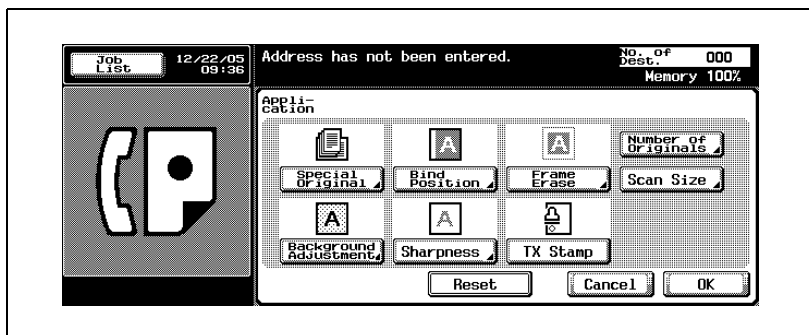 Job List
12/22/05
09:36
Address has not been entered.
No. of Dest.
000
Memory 100%
Appli-
cation
Special Original
Bind Position
Frame Erase
Number of Originals
Scan Size
A
A
A
A
Background Adjustment
Sharpness
TX Stamp
Reset
Cancel
OK